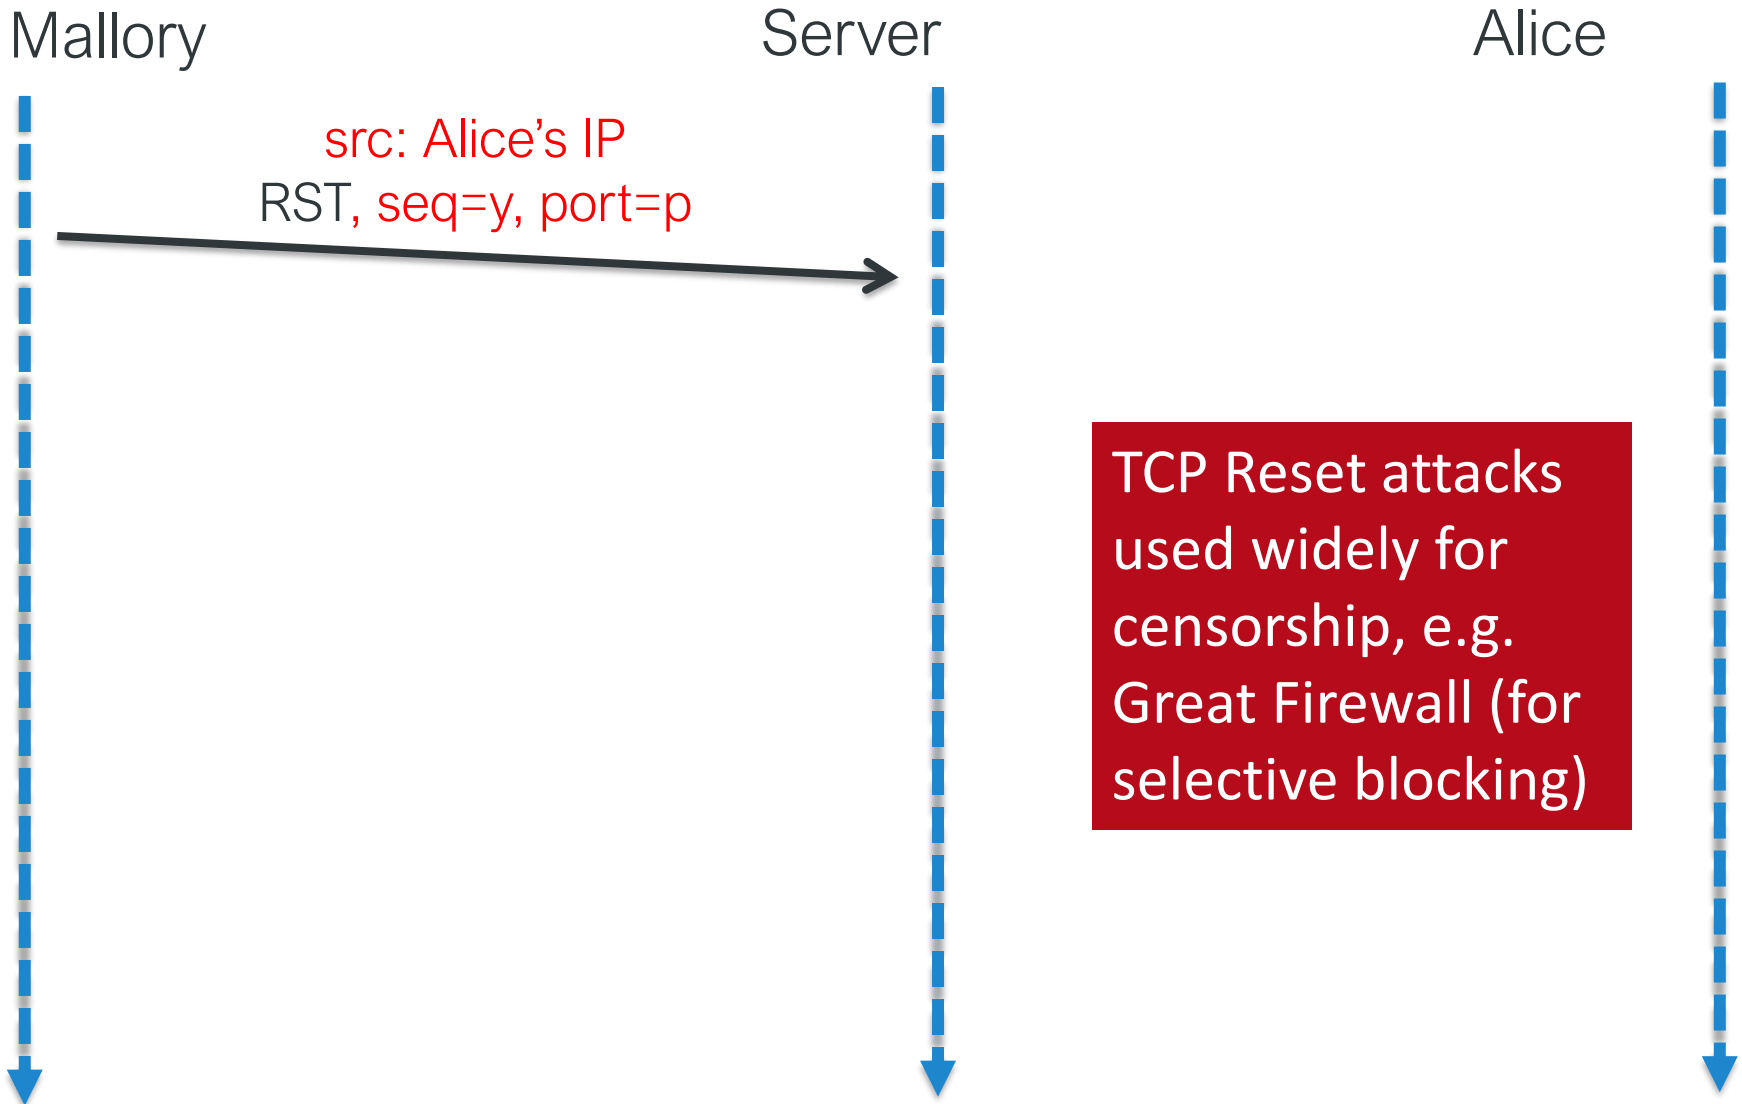 Mallory
Server
Alice
src: Alice’s IP
RST, seq=y, port=p
TCP Reset attacks
used widely for
censorship, e.g.
Great Firewall (for
selective blocking)